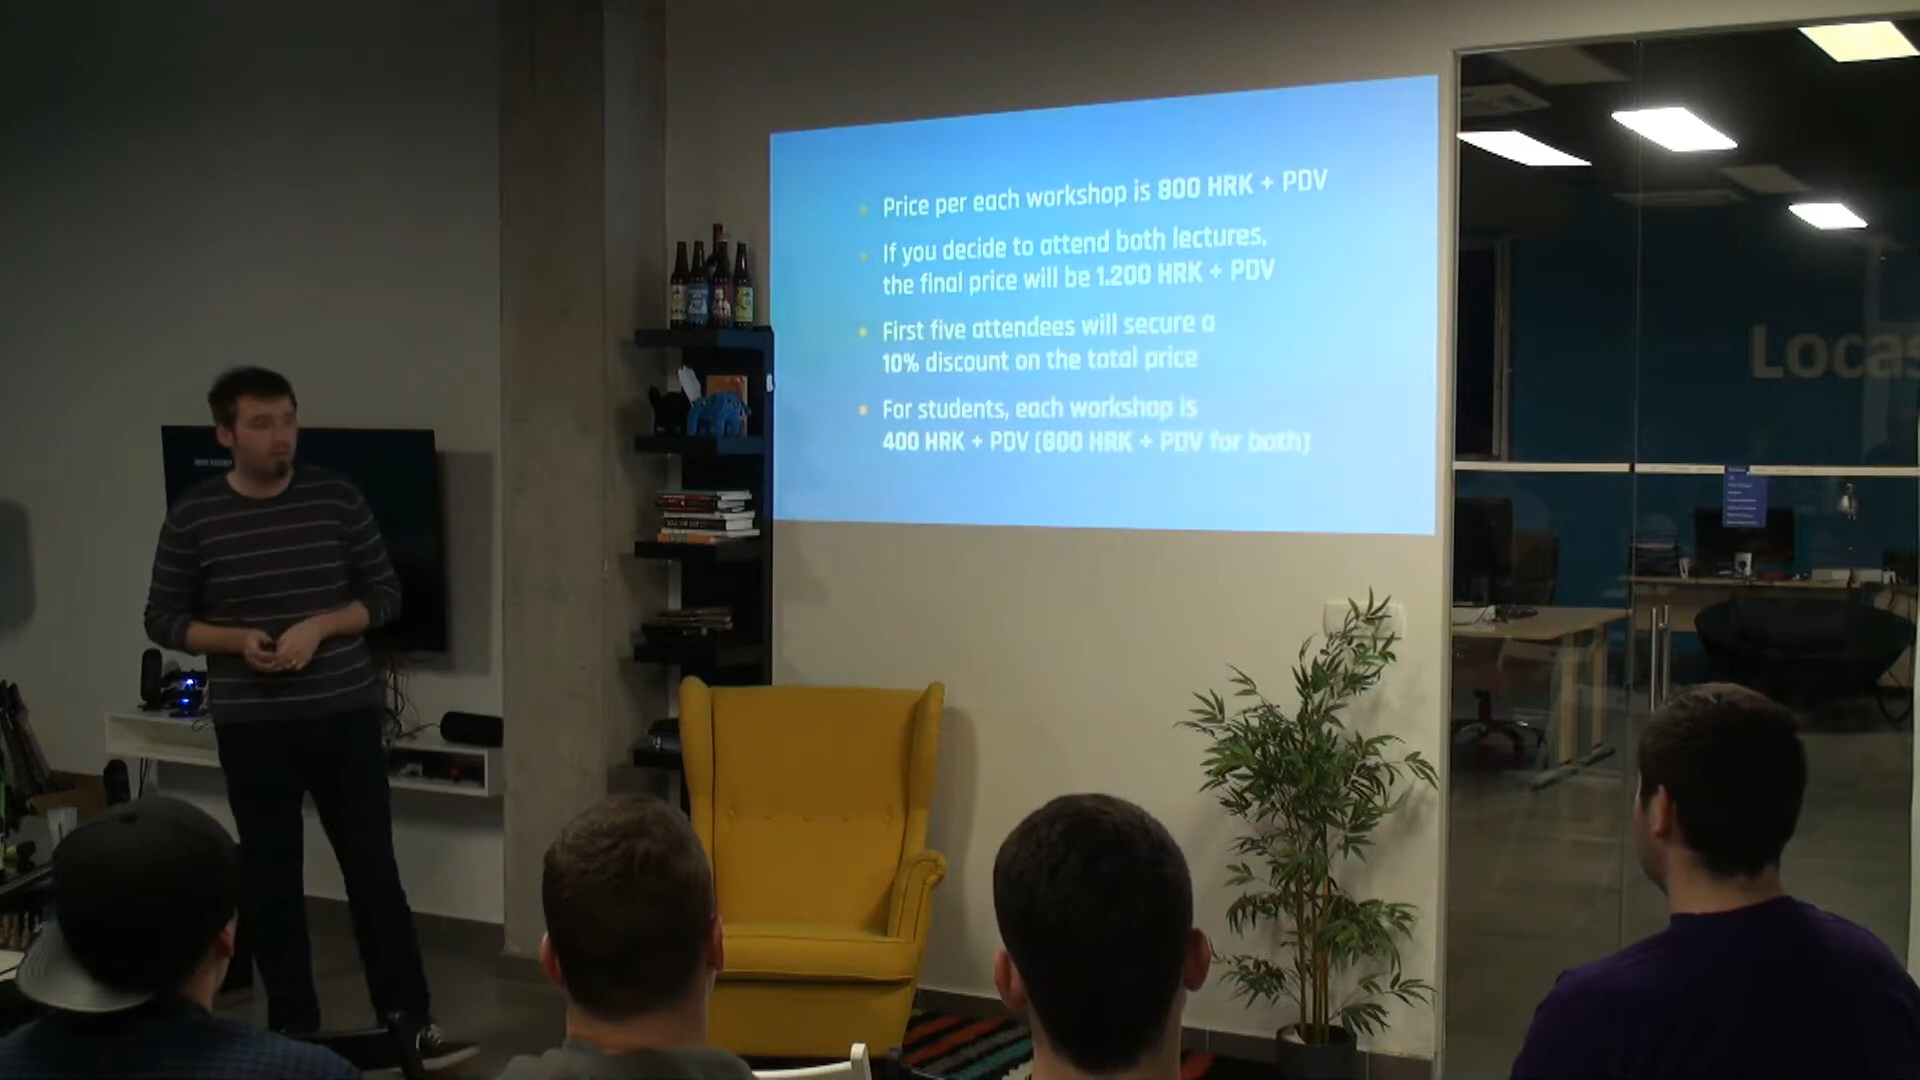 Price per each workshop is 800 HRK + PDV
If you decide to attend both lectures,
the final price will be 1.200 HRK + PDV
First five attendees will secure a
10% discount on the total price
For students, each workshop is
400 HRK + PDV (800 HRK + PDV for both)
Locas